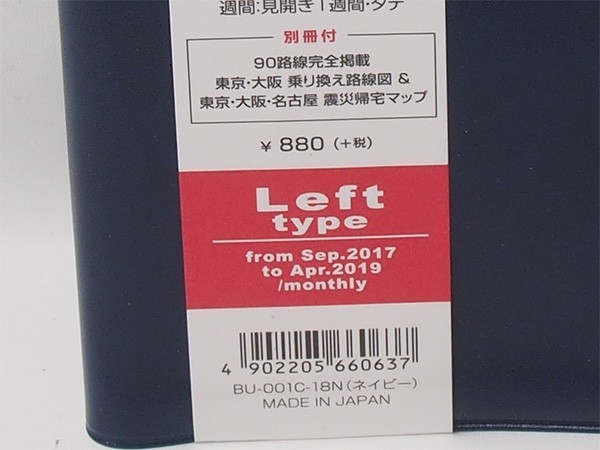 週間:見開き1週間・タテ
別冊付
90路線完全掲載
東京・大阪 乗り換え路線図 &
東京・大阪・名古屋 震災帰宅マップ
¥ 880 (+税)
Left
type
from Sep.2017
to Apr.2019
/monthly
4 902205 660637
BU-001C-18N(ネイビー)
MADE IN JAPAN